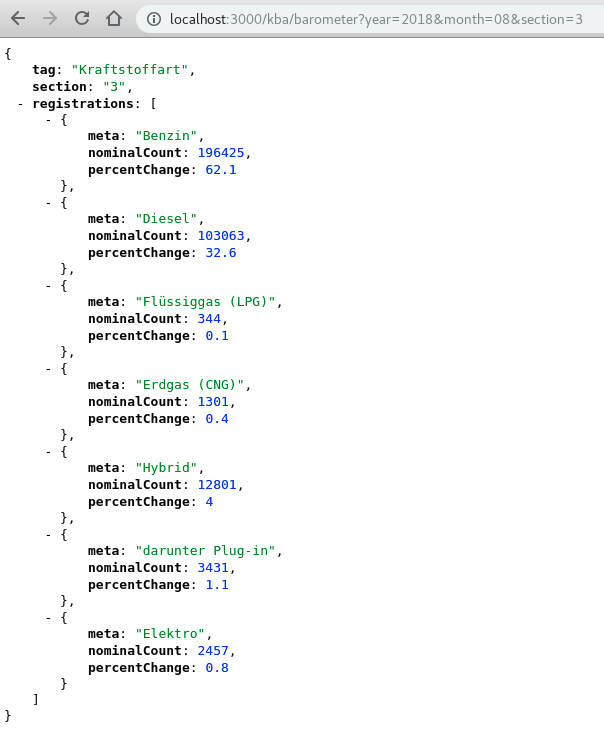 localhost:3000/kba/barometer?year=2018&month=08&section=3
{
tag: "Kraftstoffart",
section: "3",
- registrations: [
- {
meta: "Benzin",
nominalCount: 196425,
percentChange: 62.1
},
- {
meta: "Diesel",
nominalCount: 103063,
percentChange: 32.6
},
- {
meta: "Flüssiggas (LPG)",
nominalCount: 344,
percentChange: 0.1
},
- {
meta: "Erdgas (CNG)",
nominalCount: 1301,
percentChange: 0.4
},
- {
meta: "Hybrid",
nominalCount: 12801,
percentChange: 4
},
- {
meta: "darunter Plug-in",
nominalCount: 3431,
percentChange: 1.1
},
- {
meta: "Elektro",
nominalCount: 2457,
percentChange: 0.8
}
]
}